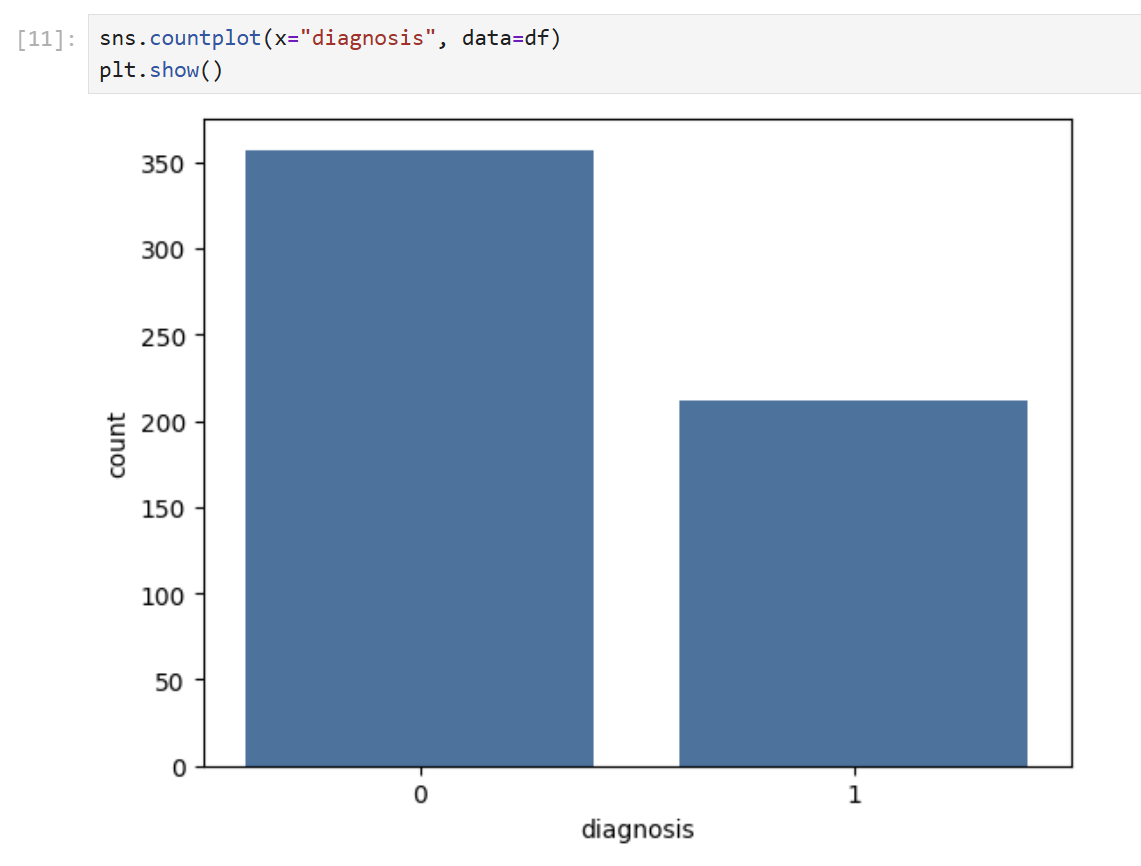 [11]: sns.countplot(x="diagnosis", data=df)
plt.show()
350
300
250
200
150
100
50
0
count
0 1
diagnosis